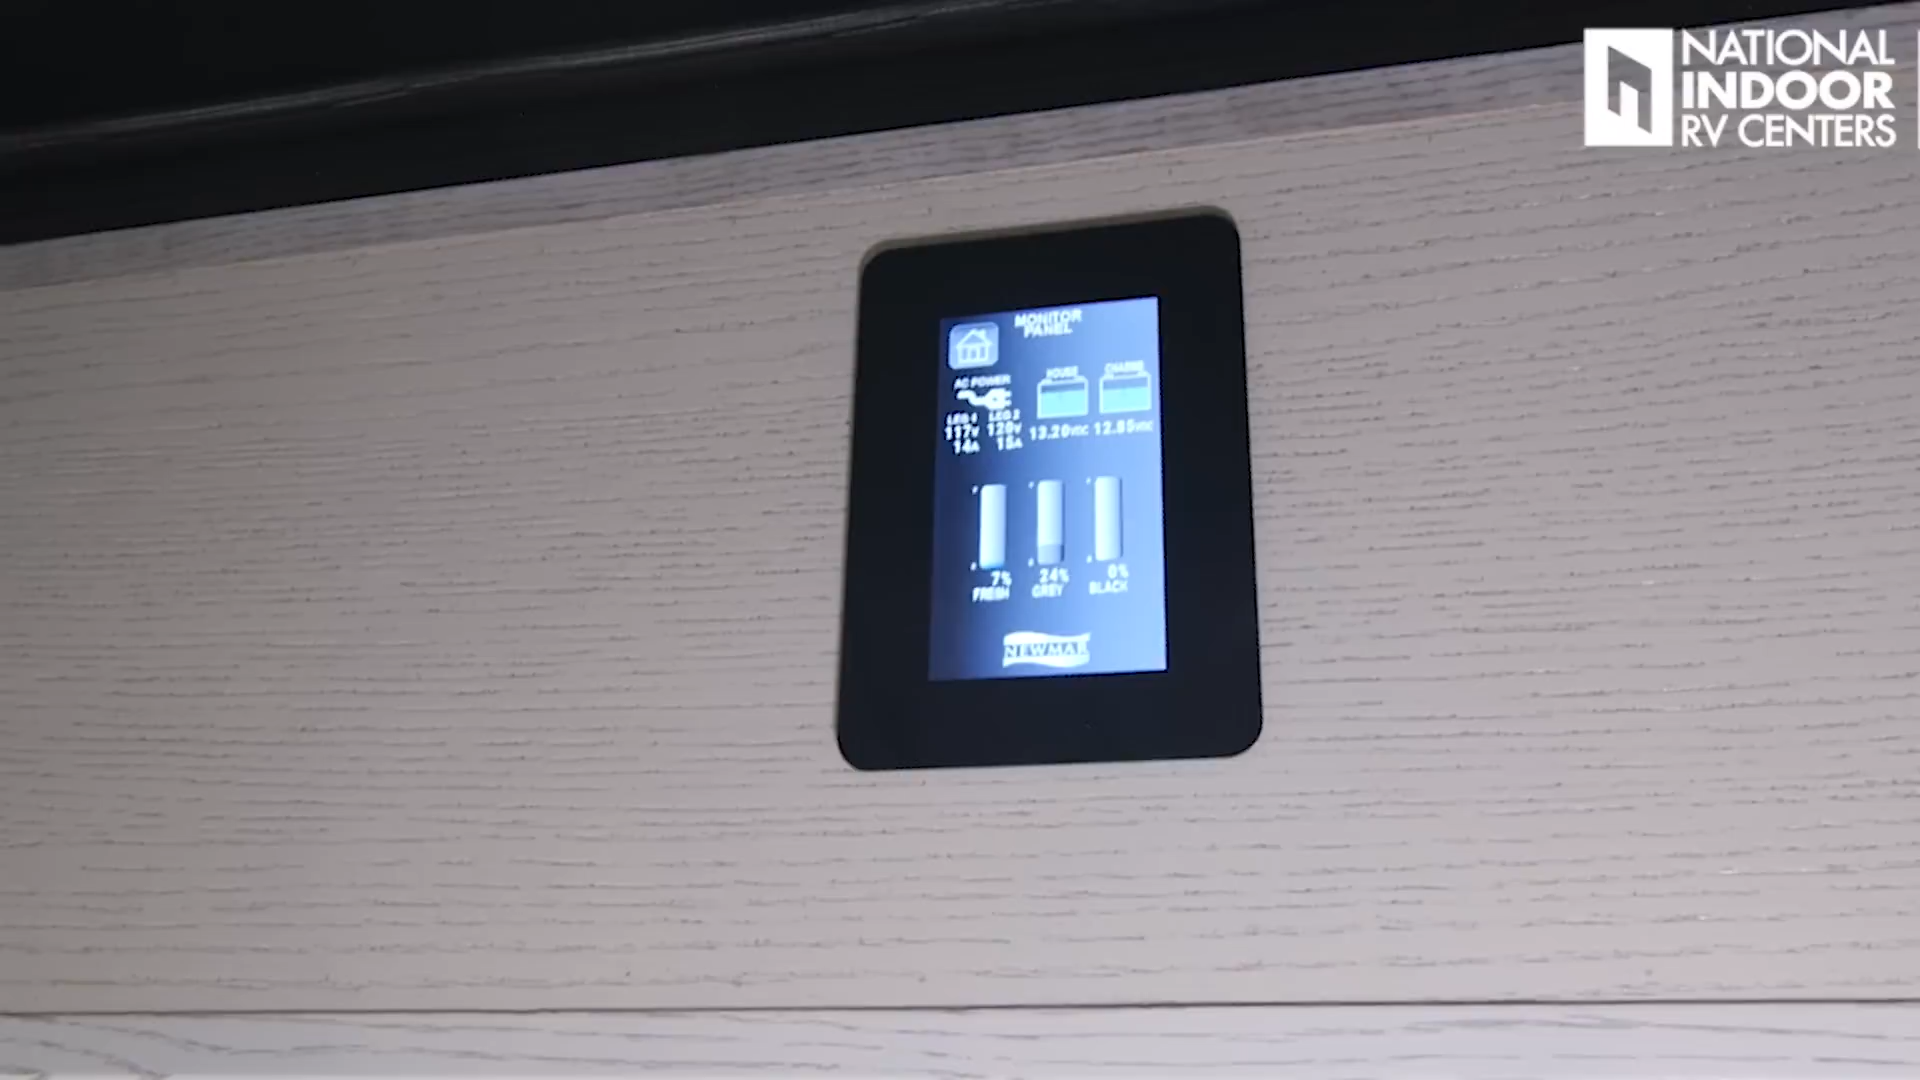 NATIONAL
INDOOR
RV CENTERS
MONITOR
PANEL
AC POWER
HOUSE
CHASSIS
LEG 1 LEG 2
117V 120V
14A 15A
13.20VDC
12.85VDC
7%
FRESH
24%
GREY
0%
BLACK
NEWMAR